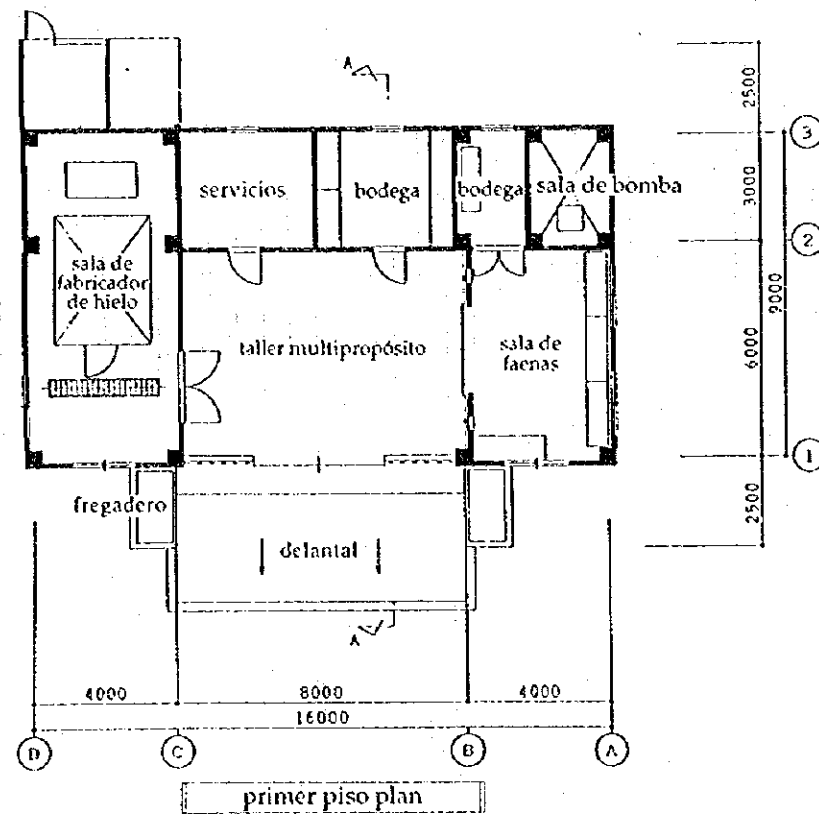 A
2500
3
servicios
bodega
bodega
sala de bomba
3000
2
sala de
fabricador
de hielo
taller multipropósito
sala de
faenas
9000
6000
1
fregadero
delantal
2500
A
4000
8000
4000
16000
D
C
B
A
primer piso plan